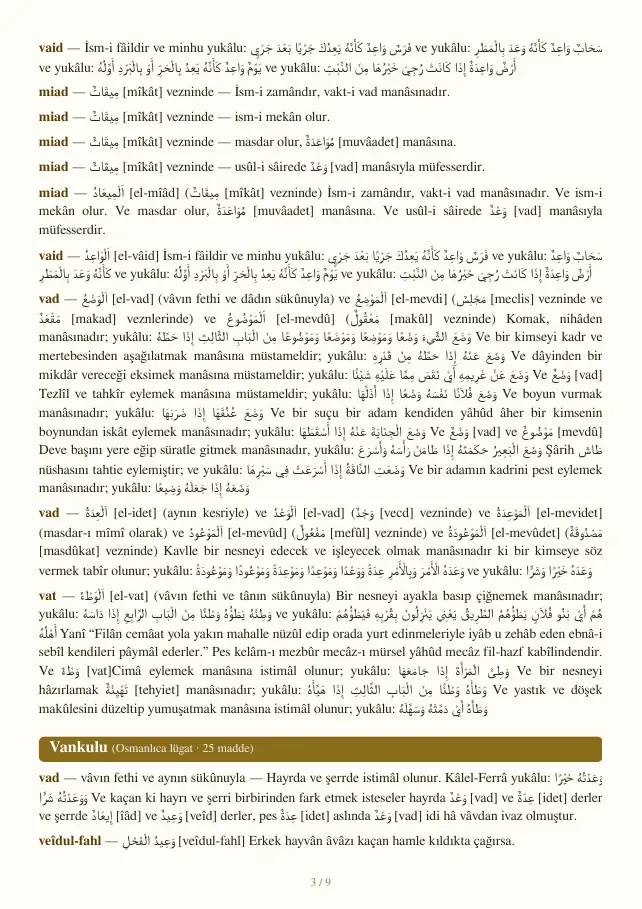 vaid — İsm-i fâildir ve minhu yukâlu: فَرَسٌ وَاعِدٌ كَأَنَّهُ يَعِدُكَ جَرْيًا بَعْدَ جَرْيٍ ve yukâlu: سَحَابٌ وَاعِدٌ كَأَنَّهُ وَعَدَ بِالْمَطَرِ
ve yukâlu: يَوْمٌ وَاعِدٌ كَأَنَّهُ يَعِدُ بِالْحَرِّ أَوْ بِالْبَرْدِ أَوَّلُهُ ve yukâlu: أَرْضٌ وَاعِدَةٌ إِذَا كَانَتْ رُجِيَ خَيْرُهَا مِنَ النَّبْتِ
miad — مِيقَاتٌ [mîkât] vezninde — İsm-i zamândır, vakt-i vad manâsınadır.
miad — مِيقَاتٌ [mîkât] vezninde — ism-i mekân olur.
miad — مِيقَاتٌ [mîkât] vezninde — masdar olur, مُوَاعَدَةٌ [muvâadet] manâsına.
miad — مِيقَاتٌ [mîkât] vezninde — usûl-i sâirede وَعْدٌ [vad] manâsıyla müfesserdir.
miad — اَلْمِيعَادُ [el-mîâd] (مِيقَاتٌ [mîkât] vezninde) İsm-i zamândır, vakt-i vad manâsınadır. Ve ism-i
mekân olur. Ve masdar olur, مُوَاعَدَةٌ [muvâadet] manâsına. Ve usûl-i sâirede وَعْدٌ [vad] manâsıyla
müfesserdir.
vaid — اَلْوَاعِدُ [el-vâid] İsm-i fâildir ve minhu yukâlu: فَرَسٌ وَاعِدٌ كَأَنَّهُ يَعِدُكَ جَرْيًا بَعْدَ جَرْيٍ ve yukâlu: سَحَابٌ وَاعِدٌ
كَأَنَّهُ وَعَدَ بِالْمَطَرِ ve yukâlu: يَوْمٌ وَاعِدٌ كَأَنَّهُ يَعِدُ بِالْحَرِّ أَوْ بِالْبَرْدِ أَوَّلُهُ ve yukâlu: أَرْضٌ وَاعِدَةٌ إِذَا كَانَتْ رُجِيَ خَيْرُهَا مِنَ النَّبْتِ
vad — اَلْوَضْعُ [el-vad] (vâvın fethi ve dâdın sükûnuyla) ve اَلْمَوْضِعُ [el-mevdi] (مَجْلِسٌ [meclis] vezninde ve
مَقْعَدٌ [makad] veznlerinde) ve اَلْمَوْضُوعُ [el-mevdû] (مَعْقُولٌ [makûl] vezninde) Komak, nihâden
manâsınadır; yukâlu: وَضَعَ الشَّيْءَ وَضْعًا وَمَوْضِعًا وَمَوْضَعًا وَمَوْضُوعًا مِنَ الْبَابِ الثَّالِثِ إِذَا حَطَّهُ Ve bir kimseyi kadr ve
mertebesinden aşağılatmak manâsına müstameldir; yukâlu: وَضَعَ عَنْهُ إِذَا حَطَّهُ مِنْ قَدْرِهِ Ve dâyinden bir
mikdâr vereceği eksimek manâsına müstameldir; yukâlu: وَضَعَ عَنْ غَرِيمِهِ أَيْ نَقَصَ مِمَّا عَلَيْهِ شَيْئًا Ve وَضْعٌ [vad]
Tezlîl ve tahkîr eylemek manâsına müstameldir; yukâlu: وَضَعَ فُلَانًا نَفْسَهُ وَضْعًا إِذَا أَذَلَّهَا Ve boyun vurmak
manâsınadır; yukâlu: وَضَعَ عُنُقَهَا إِذَا ضَرَبَهَا Ve bir suçu bir adam kendiden yâhûd âher bir kimsenin
boynundan iskât eylemek manâsınadır; yukâlu: وَضَعَ الْجِنَايَةَ عَنْهُ إِذَا أَسْقَطَهَا Ve وَضْعٌ [vad] ve مَوْضُوعٌ [mevdû]
Deve başını yere eğip süratle gitmek manâsınadır, yukâlu: وَضَعَ الْبَعِيرُ حَكَمَتَهُ إِذَا طَامَنَ رَأْسَهُ وَأَسْرَعَ Şârih طَاشَ
nüshasını tahtie eylemiştir; ve yukâlu: وَضَعَتِ النَّاقَةُ إِذَا أَسْرَعَتْ فِي سَيْرِهَا Ve bir adamın kadrini pest eylemek
manâsınadır; yukâlu: وَضَعَهُ إِذَا جَعَلَهُ وَضِيعًا
vad — اَلْعِدَةُ [el-idet] (aynın kesriyle) ve اَلْوَعْدُ [el-vad] (وَجْدٌ [vecd] vezninde) ve اَلْمَوْعِدَةُ [el-mevidet]
(masdar-ı mîmî olarak) ve اَلْمَوْعُودُ [el-mevûd] (مَفْعُولٌ [mefûl] vezninde) ve اَلْمَوْعُودَةُ [el-mevûdet] (مَصْدُوقَةٌ
[masdûkat] vezninde) Kavlle bir nesneyi edecek ve işleyecek olmak manâsınadır ki bir kimseye söz
vermek tabîr olunur; yukâlu: وَعَدَهُ الْأَمْرَ وَبِالْأَمْرِ عِدَةً وَوَعْدًا وَمَوْعِدًا وَمَوْعِدَةً وَمَوْعُودًا وَمَوْعُودَةً ve yukâlu: وَعَدَهُ خَيْرًا وَشَرًّا
vat — اَلْوَطْءُ [el-vat] (vâvın fethi ve tânın sükûnuyla) Bir nesneyi ayakla basıp çiğnemek manâsınadır;
yukâlu: وَطِئَهُ يَطَؤُهُ وَطْئًا مِنَ الْبَابِ الرَّابِعِ إِذَا دَاسَهُ ve yukâlu: هُمْ أَيْ بَنُو فُلَانٍ يَطَؤُهُمُ الطَّرِيقُ يَعْنِي يَنْزِلُونَ بِقُرْبِهِ فَيَطَؤُهُمْ
أَهْلُهُ Yanî “Filân cemâat yola yakın mahalle nüzûl edip orada yurt edinmeleriyle iyâb u zehâb eden ebnâ-i
sebîl kendileri pâymâl ederler.” Pes kelâm-ı mezbûr mecâz-ı mürsel yâhûd mecâz fil-hazf kabîlindendir.
Ve وَطْءٌ [vat]Cimâ eylemek manâsına istimâl olunur; yukâlu: وَطِئَ الْمَرْأَةَ إِذَا جَامَعَهَا Ve bir nesneyi
hâzırlamak تَهْيِئَةٌ [tehyiet] manâsınadır; yukâlu: وَطَأَهُ وَطْئًا مِنَ الْبَابِ الثَّالِثِ إِذَا هَيَّأَهُ Ve yastık ve döşek
makûlesini düzeltip yumuşatmak manâsına istimâl olunur; yukâlu: وَطَأَهُ أَيْ دَمَّثَهُ وَسَهَّلَهُ
Vankulu (Osmanlıca lügat · 25 madde)
vad — vâvın fethi ve aynın sükûnuyla — Hayrda ve şerrde istimâl olunur. Kâlel-Ferrâ yukâlu: وَعَدْتُهُ خَيْرًا
وَوَعَدْتُهُ شَرًّا Ve kaçan ki hayrı ve şerri birbirinden fark etmek isteseler hayrda وَعْدٌ [vad] ve عِدَةٌ [idet] derler
ve şerrde إِيعَادٌ [îâd] ve وَعِيدٌ [veîd] derler, pes عِدَةٌ [idet] aslında وَعْدٌ [vad] idi hâ vâvdan ivaz olmuştur.
veîdul-fahl — وَعِيدُ الْفَحْلِ [veîdul-fahl] Erkek hayvân âvâzı kaçan hamle kıldıkta çağırsa.
3 / 9